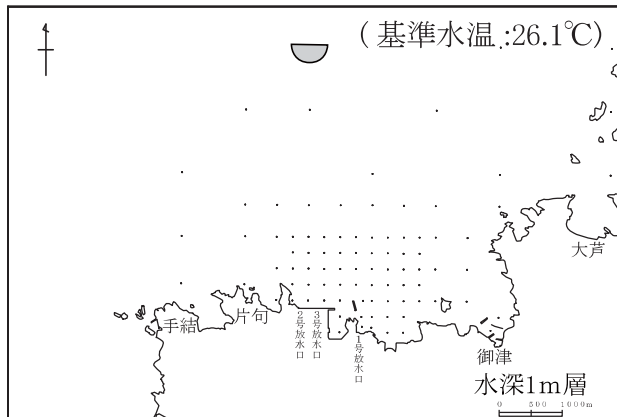 (基準水温:26.1℃)
大芦
手結
片句
2号放水口
3号放水口
1号放水口
御津
水深1m層
0 500 1000m